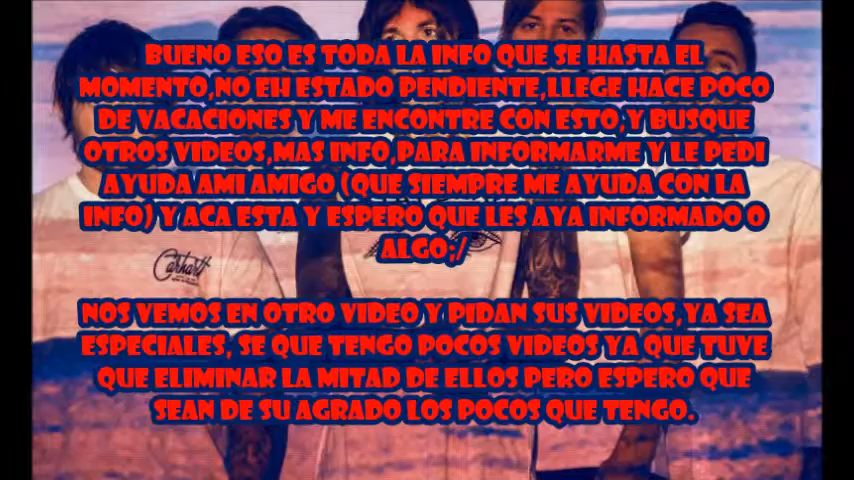 BUENO ESO ES TODA LA INFO QUE SE HASTA EL
MOMENTO,NO EH ESTADO PENDIENTE,LLEGE HACE POCO
DE VACACIONES Y ME ENCONTRE CON ESTO,Y BUSQUE
OTROS VIDEOS,MAS INFO,PARA INFORMARME Y LE PEDI
AYUDA AMI AMIGO (QUE SIEMPRE ME AYUDA CON LA
INFO) Y ACA ESTA Y ESPERO QUE LES AYA INFORMADO O
ALGO;/
NOS VEMOS EN OTRO VIDEO Y PIDAN SUS VIDEOS,YA SEA
ESPECIALES, SE QUE TENGO POCOS VIDEOS YA QUE TUVE
QUE ELIMINAR LA MITAD DE ELLOS PERO ESPERO QUE
SEAN DE SU AGRADO LOS POCOS QUE TENGO.
Carhartt